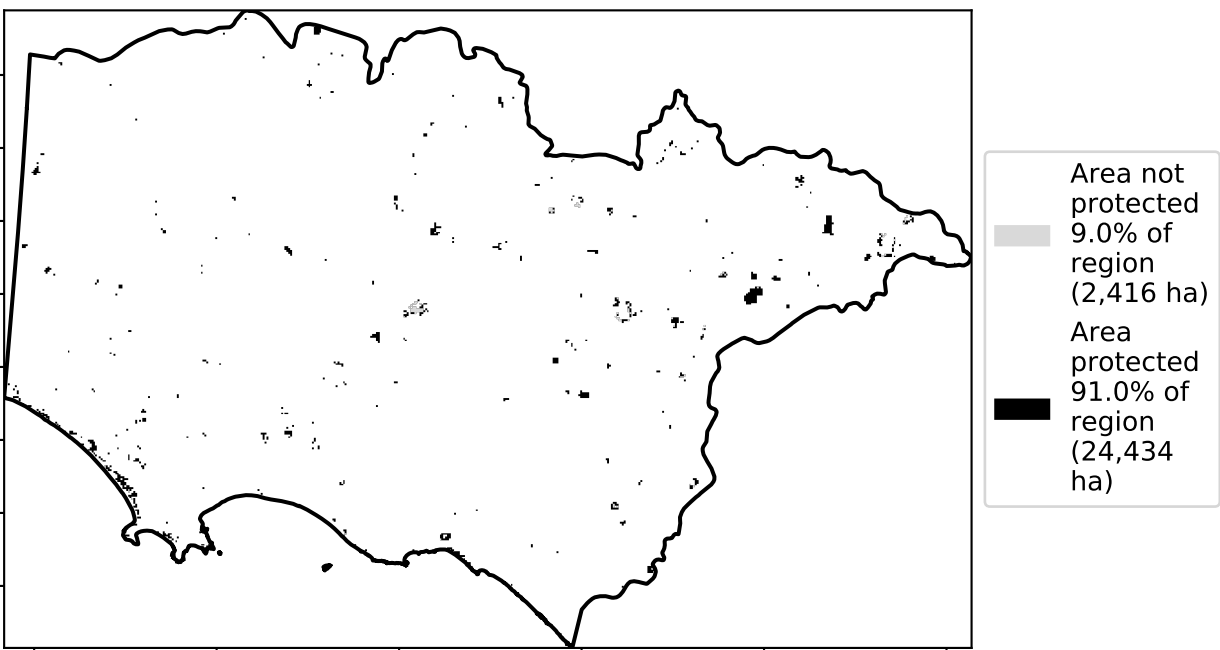 Area not
protected
9.0% of
region
(2,416 ha)
Area
protected
91.0% of
region
(24,434
ha)